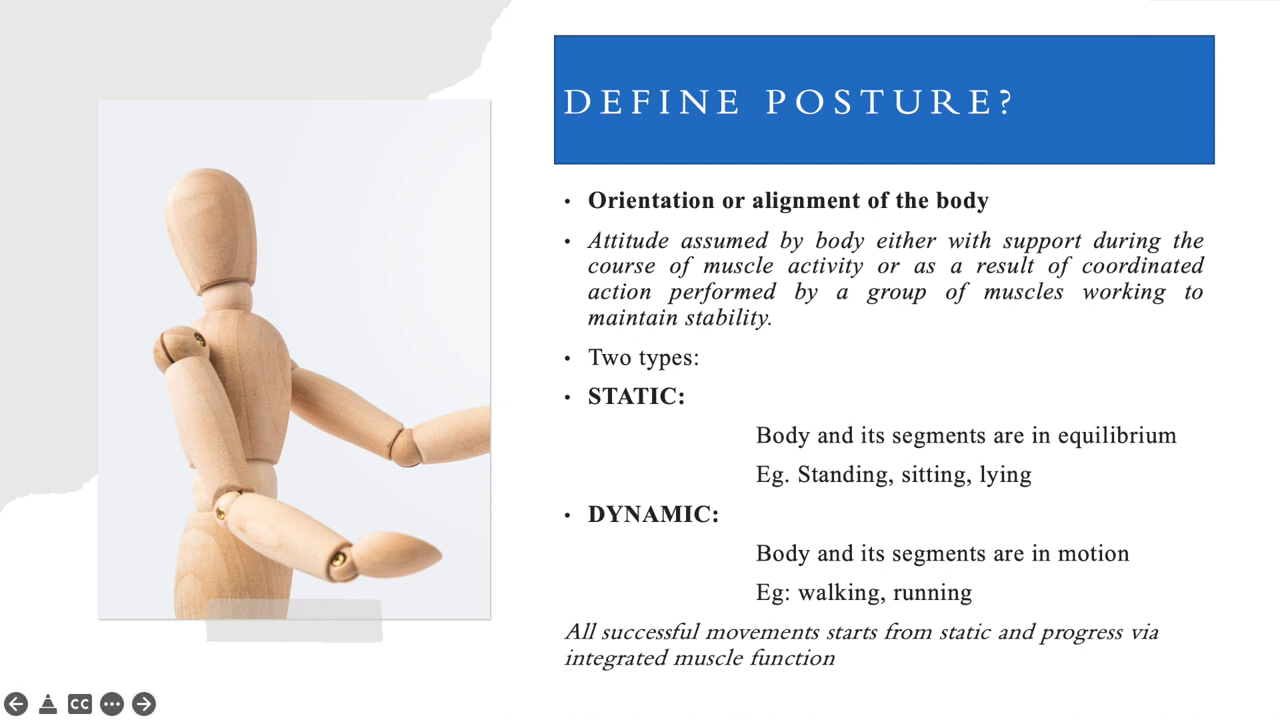 DEFINE POSTURE?
• Orientation or alignment of the body
• Attitude assumed by body either with support during the
course of muscle activity or as a result of coordinated
action performed by a group of muscles working to
maintain stability.
• Two types:
• STATIC:
Body and its segments are in equilibrium
Eg. Standing, sitting, lying
• DYNAMIC:
Body and its segments are in motion
Eg: walking, running
All successful movements starts from static and progress via
integrated muscle function
CC